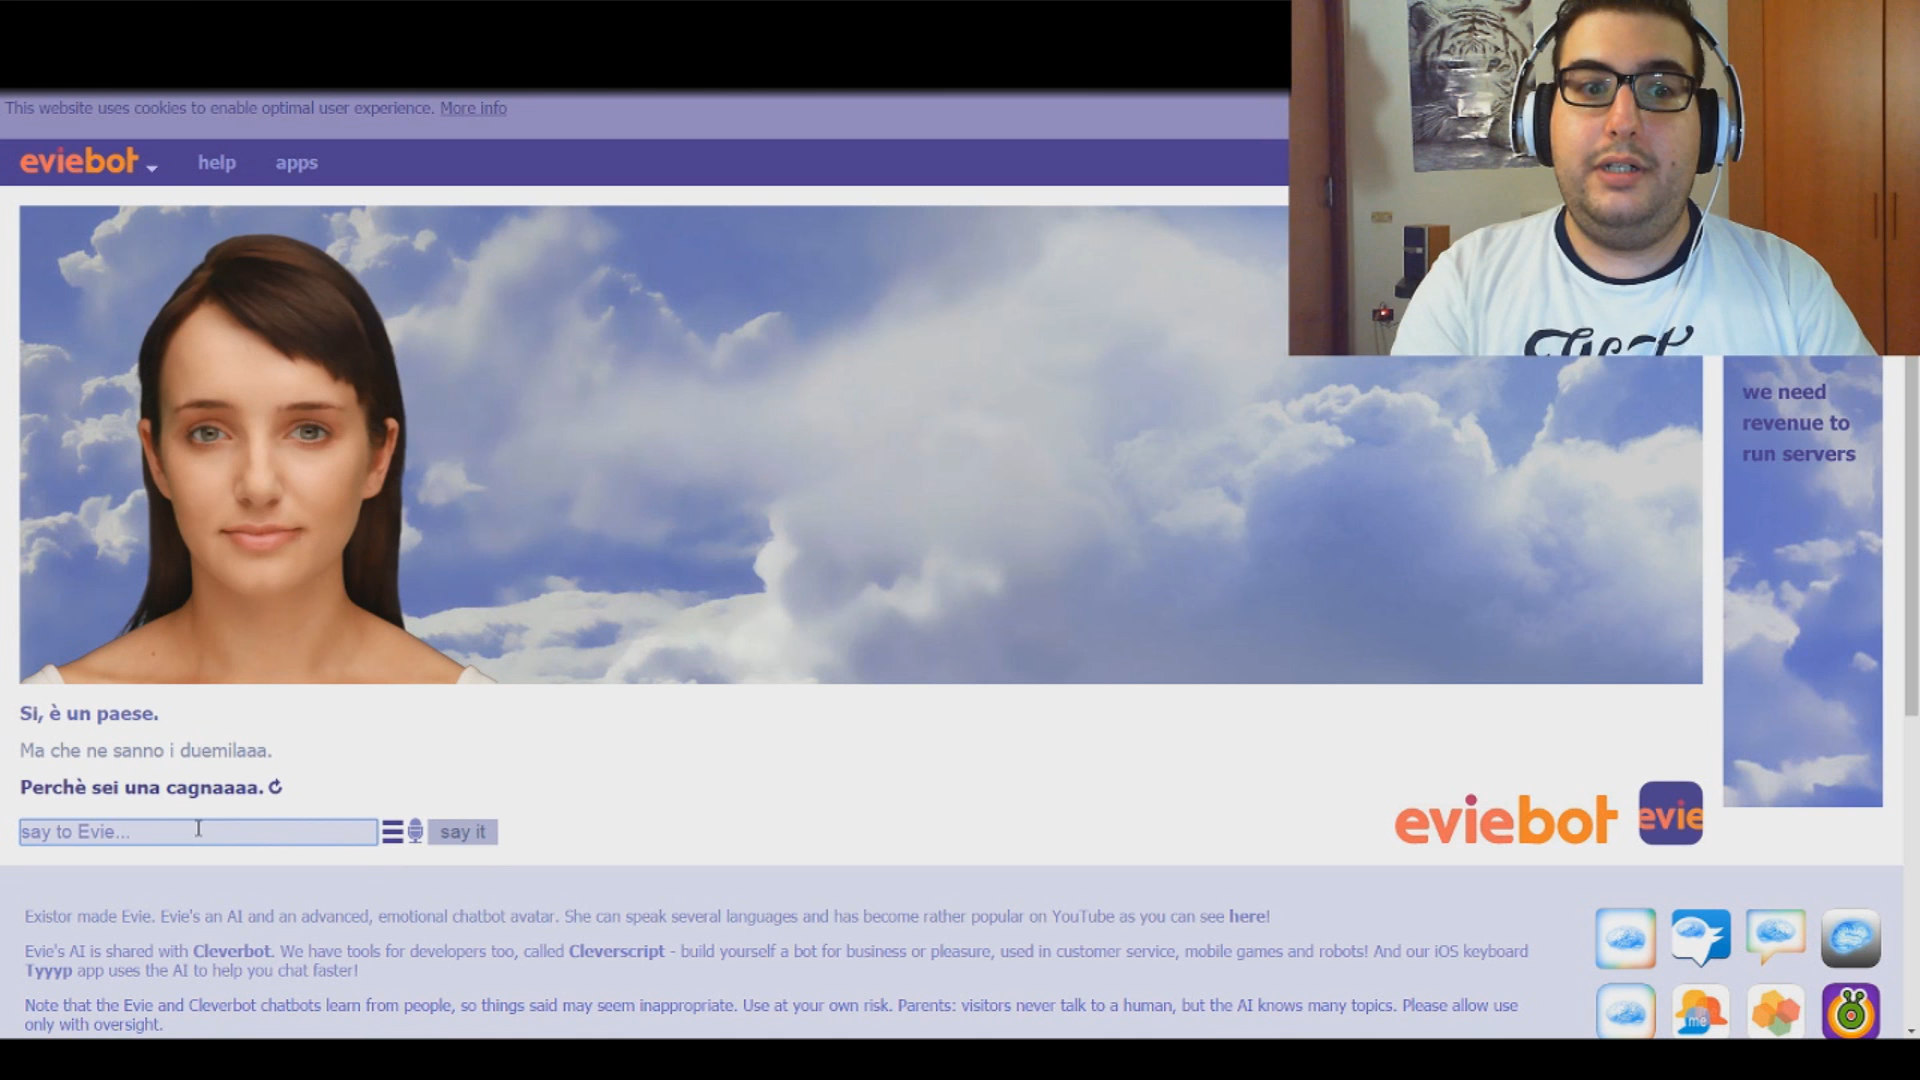 This website uses cookies to enable optimal user experience. More info
eviebot help apps
we need
revenue to
run servers
Si, è un paese.
Ma che ne sanno i duemilaaa.
Perchè sei una cagnaaaa.
say to Evie...
say it
eviebot
evie
Existor made Evie. Evie's an AI and an advanced, emotional chatbot avatar. She can speak several languages and has become rather popular on YouTube as you can see here!
Evie's AI is shared with Cleverbot. We have tools for developers too, called Cleverscript - build yourself a bot for business or pleasure, used in customer service, mobile games and robots! And our iOS keyboard
Tyyyp app uses the AI to help you chat faster!
Note that the Evie and Cleverbot chatbots learn from people, so things said may seem inappropriate. Use at your own risk. Parents: visitors never talk to a human, but the AI knows many topics. Please allow use
only with oversight.
me